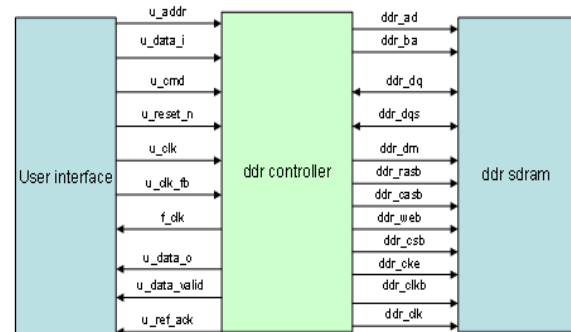 u_addr
u_data_i
u_cmd
u_reset_n
u_clk
u_clk_fb
f_clk
u_data_o
u_data_valid
u_ref_ack
User interface
ddr controller
ddr_ad
ddr_ba
ddr_dq
ddr_dqs
ddr_dm
ddr_rasb
ddr_casb
ddr_web
ddr_csb
ddr_cke
ddr_clkb
ddr_clk
ddr sdram